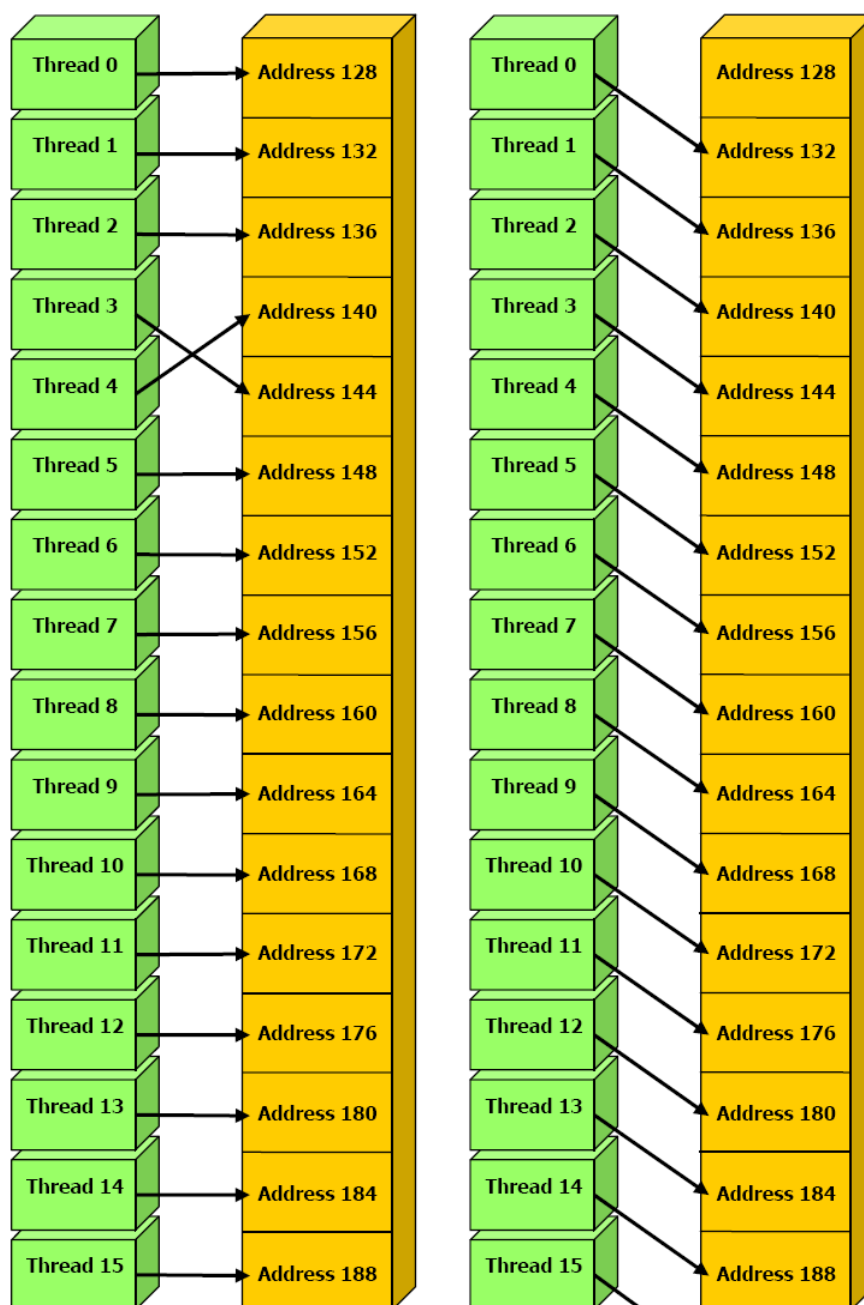 Thread 0 Address 128 Thread 0 Address 128
Thread 1 Address 132 Thread 1 Address 132
Thread 2 Address 136 Thread 2 Address 136
Thread 3 Address 140 Thread 3 Address 140
Thread 4 Address 144 Thread 4 Address 144
Thread 5 Address 148 Thread 5 Address 148
Thread 6 Address 152 Thread 6 Address 152
Thread 7 Address 156 Thread 7 Address 156
Thread 8 Address 160 Thread 8 Address 160
Thread 9 Address 164 Thread 9 Address 164
Thread 10 Address 168 Thread 10 Address 168
Thread 11 Address 172 Thread 11 Address 172
Thread 12 Address 176 Thread 12 Address 176
Thread 13 Address 180 Thread 13 Address 180
Thread 14 Address 184 Thread 14 Address 184
Thread 15 Address 188 Thread 15 Address 188